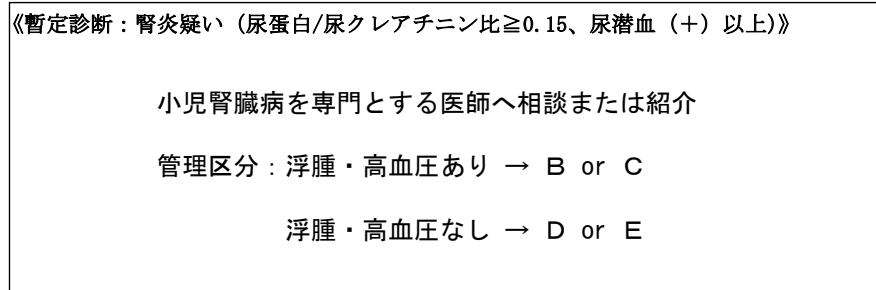 《暫定診断：腎炎疑い（尿蛋白/尿クレアチニン比≧0.15、尿潜血（+）以上)》
小児腎臓病を専門とする医師へ相談または紹介
管理区分：浮腫・高血圧あり → B or C
浮腫・高血圧なし → D or E